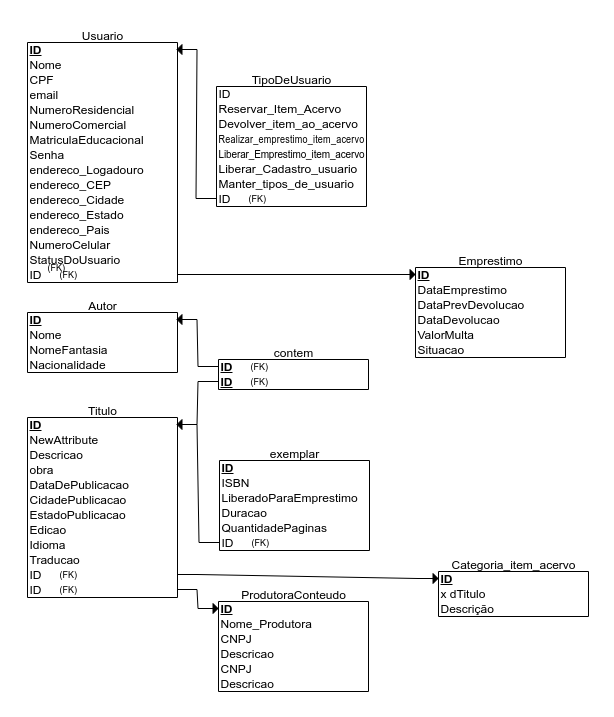 Usuario
ID
Nome
CPF
email
NumeroResidencial
NumeroComercial
MatriculaEducacional
Senha
endereco_Logadouro
endereco_CEP
endereco_Cidade
endereco_Estado
endereco_Pais
NumeroCelular
StatusDoUsuario
(FK)
ID (FK)
TipoDeUsuario
ID
Reservar_Item_Acervo
Devolver_item_ao_acervo
Realizar_emprestimo_item_acervo
Liberar_Emprestimo_item_acervo
Liberar_Cadastro_usuario
Manter_tipos_de_usuario
ID (FK)
Emprestimo
ID
DataEmprestimo
DataPrevDevolucao
DataDevolucao
ValorMulta
Situacao
Autor
ID
Nome
NomeFantasia
Nacionalidade
contem
ID (FK)
ID (FK)
Titulo
ID
NewAttribute
Descricao
obra
DataDePublicacao
CidadePublicacao
EstadoPublicacao
Edicao
Idioma
Traducao
ID (FK)
ID (FK)
exemplar
ID
ISBN
LiberadoParaEmprestimo
Duracao
QuantidadePaginas
ID (FK)
Categoria_item_acervo
ID
x dTitulo
Descrição
ProdutoraConteudo
ID
Nome_Produtora
CNPJ
Descricao
CNPJ
Descricao